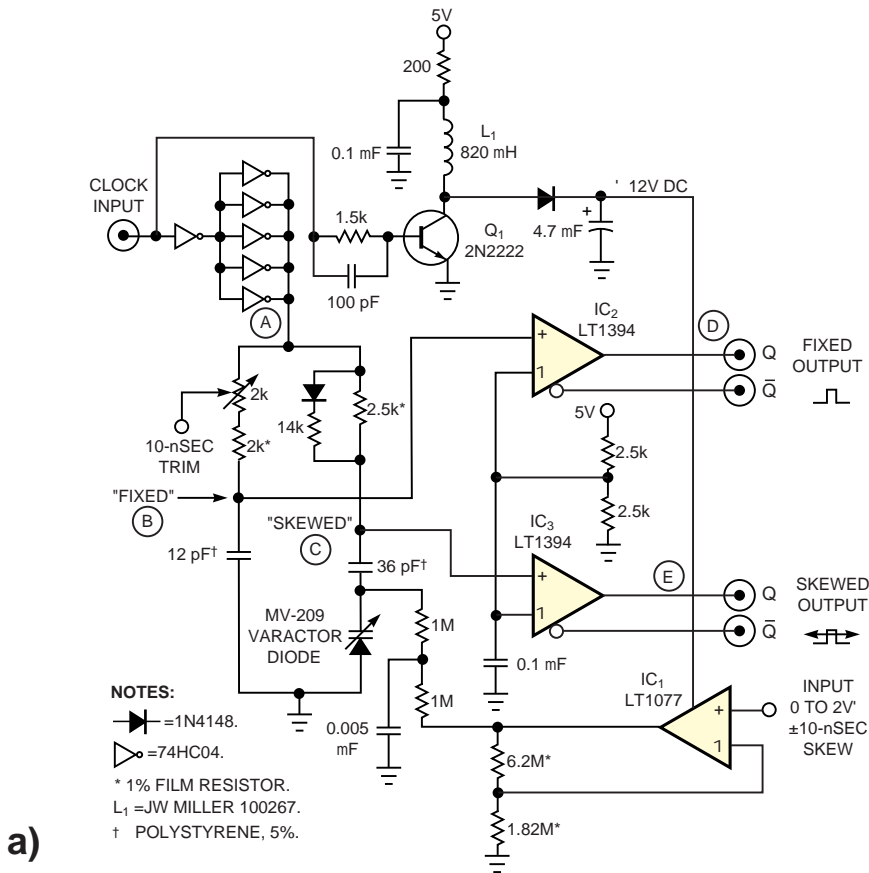 5V
200
0.1 mF
L1
820 mH
CLOCK
INPUT
' 12V DC
1.5k
Q1
2N2222
+
4.7 mF
100 pF
A
IC2
LT1394
+
1
D
Q
Q̅
FIXED
OUTPUT
2k
2k*
10-nSEC
TRIM
14k
2.5k*
5V
2.5k
2.5k
"FIXED"
B
"SKEWED"
C
IC3
LT1394
+
1
E
Q
Q̅
SKEWED
OUTPUT
12 pF†
36 pF†
MV-209
VARACTOR
DIODE
1M
1M
0.1 mF
0.005
mF
IC1
LT1077
+
1
INPUT
0 TO 2V'
±10-nSEC
SKEW
6.2M*
1.82M*
NOTES:
=1N4148.
=74HC04.
* 1% FILM RESISTOR.
L1 =JW MILLER 100267.
† POLYSTYRENE, 5%.
a)